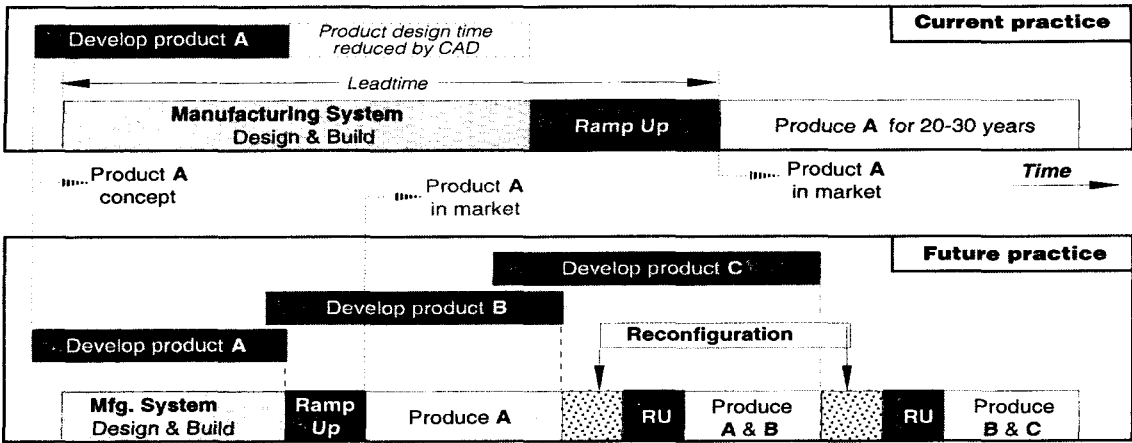 Current practice
Develop product A
Product design time
reduced by CAD
Leadtime
Manufacturing System
Design & Build
Ramp Up
Produce A for 20-30 years
Product A
concept
Product A
in market
Product A
in market
Time
Future practice
Develop product C
Develop product B
Develop product A
Reconfiguration
Mfg. System
Design & Build
Ramp
Up
Produce A
RU
Produce
A & B
RU
Produce
B & C